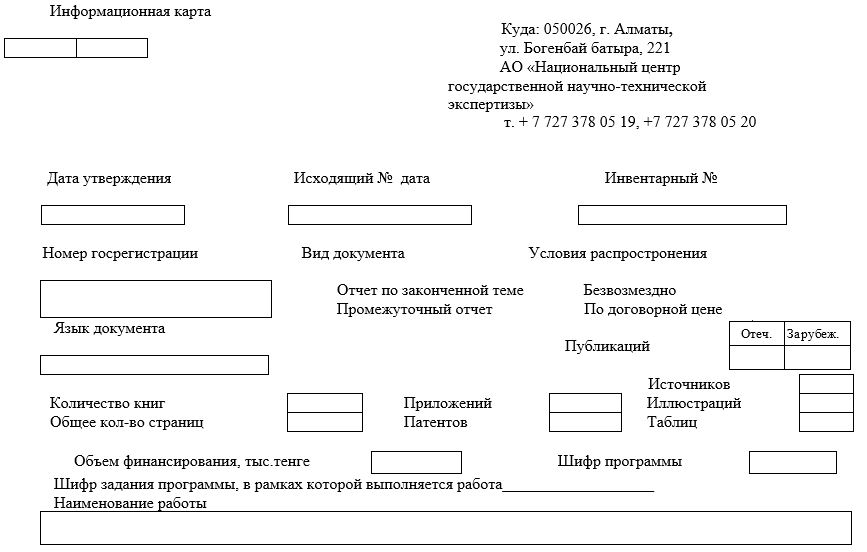 Информационная карта
Куда: 050026, г. Алматы,
ул. Богенбай батыра, 221
АО «Национальный центр
государственной научно-технической
экспертизы»
т. + 7 727 378 05 19, +7 727 378 05 20
Дата утверждения Исходящий № дата Инвентарный №
Номер госрегистрации Вид документа Условия распростронения
Отчет по законченной теме Безвозмездно
Промежуточный отчет По договорной цене
Язык документа
Отеч. Зарубеж.
Публикаций
Источников
Количество книг Приложений Иллюстраций
Общее кол-во страниц Патентов Таблиц
Объем финансирования, тыс.тенге Шифр программы
Шифр задания программы, в рамках которой выполняется работа___________________
Наименование работы